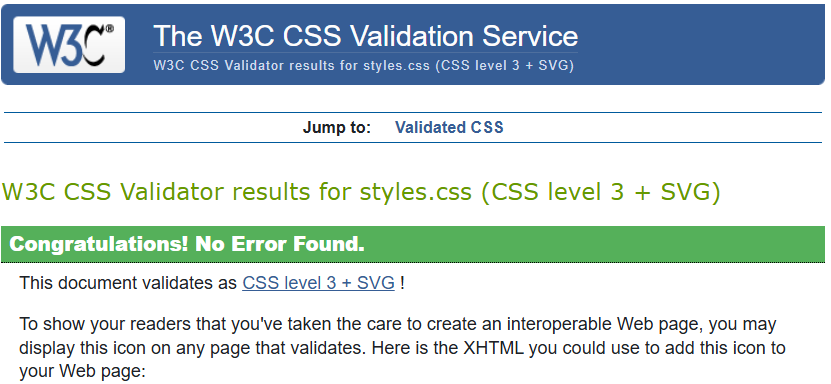 W3C®
The W3C CSS Validation Service
W3C CSS Validator results for styles.css (CSS level 3 + SVG)
Jump to: Validated CSS
W3C CSS Validator results for styles.css (CSS level 3 + SVG)
Congratulations! No Error Found.
This document validates as CSS level 3 + SVG !
To show your readers that you've taken the care to create an interoperable Web page, you may
display this icon on any page that validates. Here is the XHTML you could use to add this icon to
your Web page: